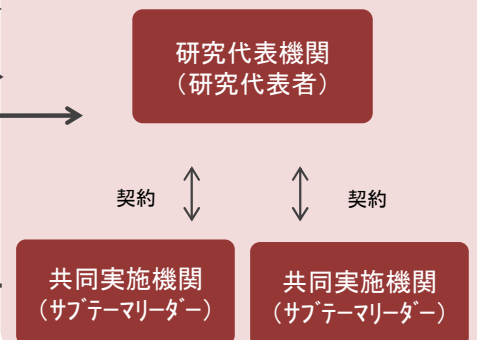 研究代表機関
（研究代表者）
契約
契約
共同実施機関
（ｻﾌﾞﾃｰﾏﾘｰﾀﾞｰ）
共同実施機関
（ｻﾌﾞﾃｰﾏﾘｰﾀﾞｰ）